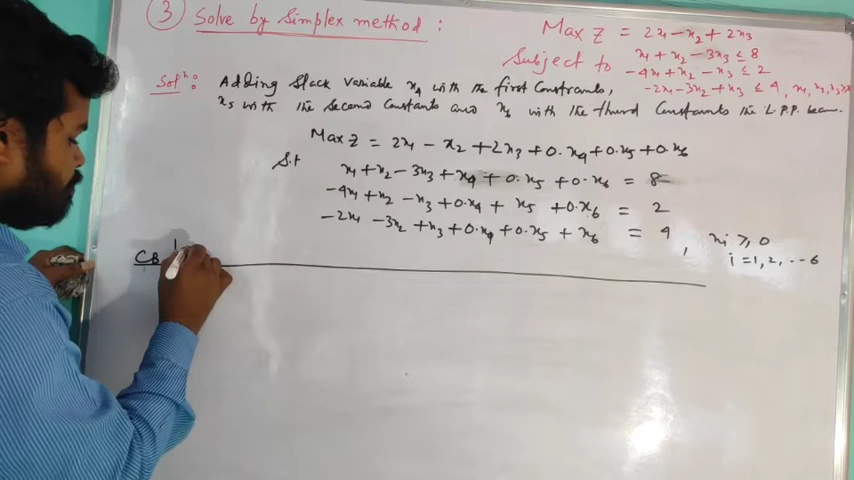 ③ Solve by Simplex method :
Max Z = 2x₁ - x₂ + 2x₃
Subject to x₁ + x₂ - 3x₃ ≤ 8
-4x₁ + x₂ - x₃ ≤ 2
-2x₁ - 3x₂ + x₃ ≤ 4, x₁, x₂, x₃ ≥
Solⁿ: Adding Slack variable x₄ with the first Constraints,
x₅ with the Second Constants and x₆ with the third Constants the L.P.P. becom.
Max Z = 2x₁ - x₂ + 2x₃ + 0·x₄ + 0·x₅ + 0·x₆
S.t x₁ + x₂ - 3x₃ + x₄ + 0·x₅ + 0·x₆ = 8
-4x₁ + x₂ - x₃ + 0·x₄ + x₅ + 0·x₆ = 2
-2x₁ - 3x₂ + x₃ + 0·x₄ + 0·x₅ + x₆ = 4 , xi ≥ 0
i = 1, 2, --- 6
CB